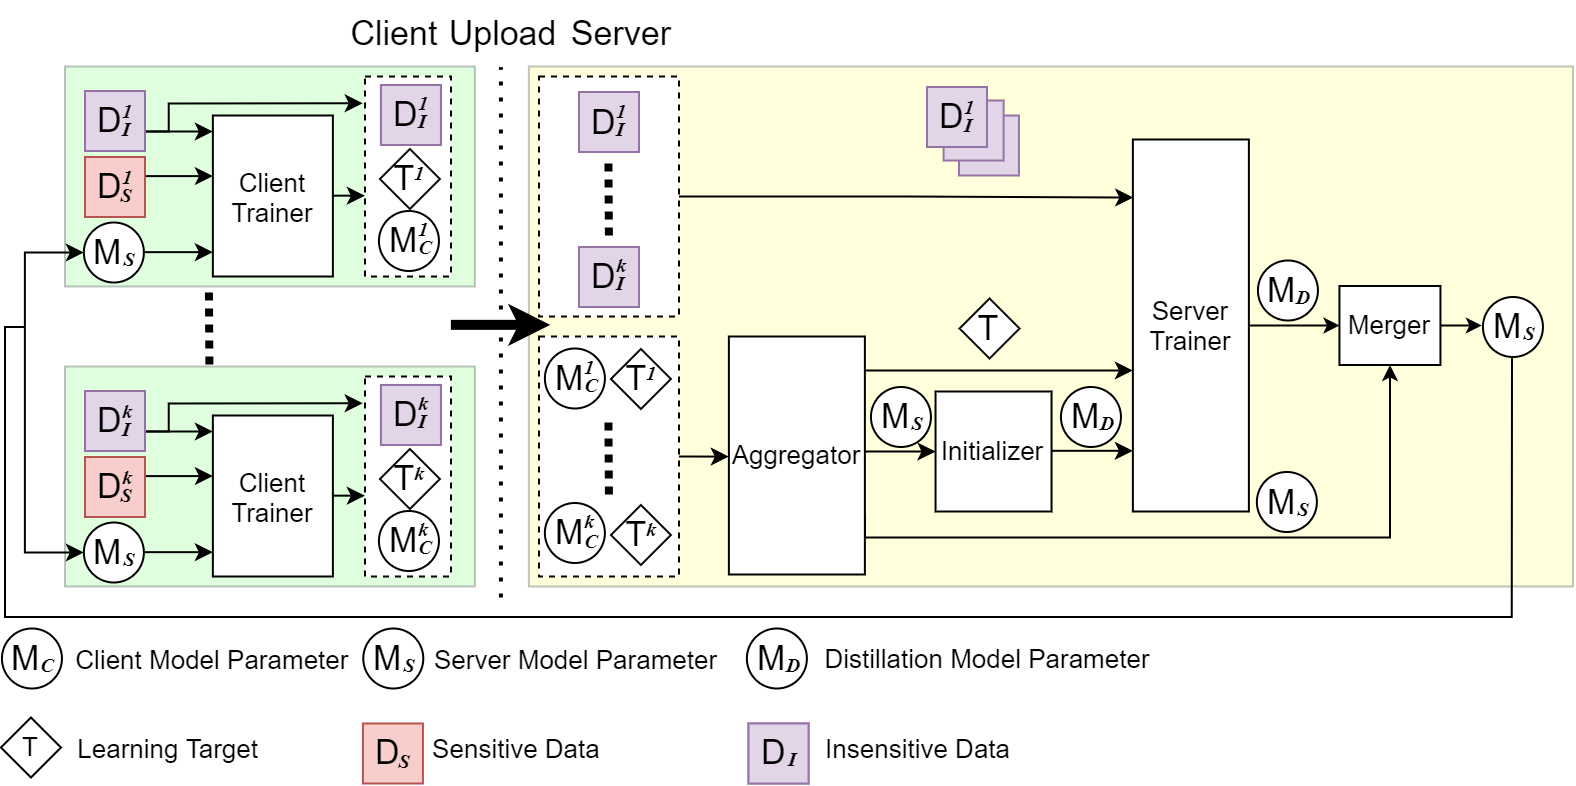 Client Upload Server
D_I^1
D_S^1
M_S
Client
Trainer
D_I^1
T^1
M_C^1
D_I^k
D_S^k
M_S
Client
Trainer
D_I^k
T^k
M_C^k
D_I^1
D_I^k
M_C^1 T^1
M_C^k T^k
Aggregator
D_I^1
T
M_S
Initializer
M_D
Server
Trainer
M_D
M_S
Merger
M_S
M_C Client Model Parameter
M_S Server Model Parameter
M_D Distillation Model Parameter
T Learning Target
D_S Sensitive Data
D_I Insensitive Data